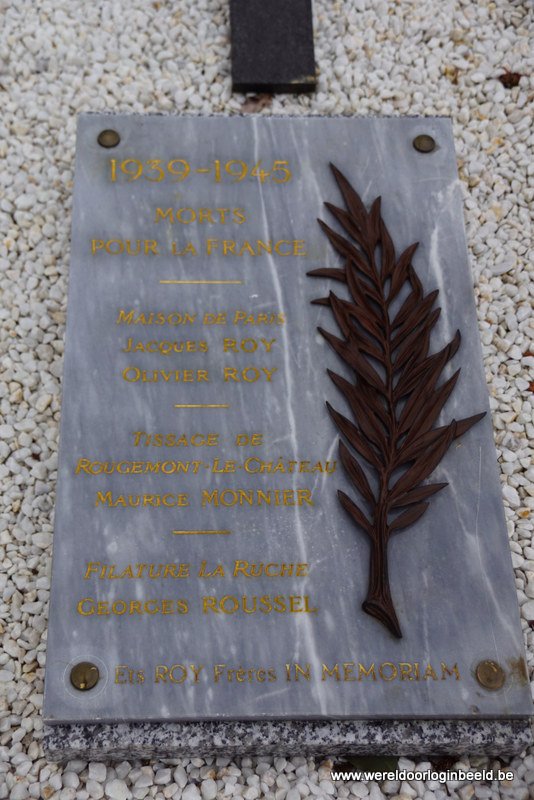 1939-1945
MORTS
POUR LA FRANCE
MAISON DE PARIS
JACQUES ROY
OLIVIER ROY
TISSAGE DE
ROUGEMONT-LE-CHÂTEAU
MAURICE MONNIER
FILATURE LA RUCHE
GEORGES ROUSSEL
Ets ROY Frères IN MEMORIAM
www.wereldoorloginbeeld.be